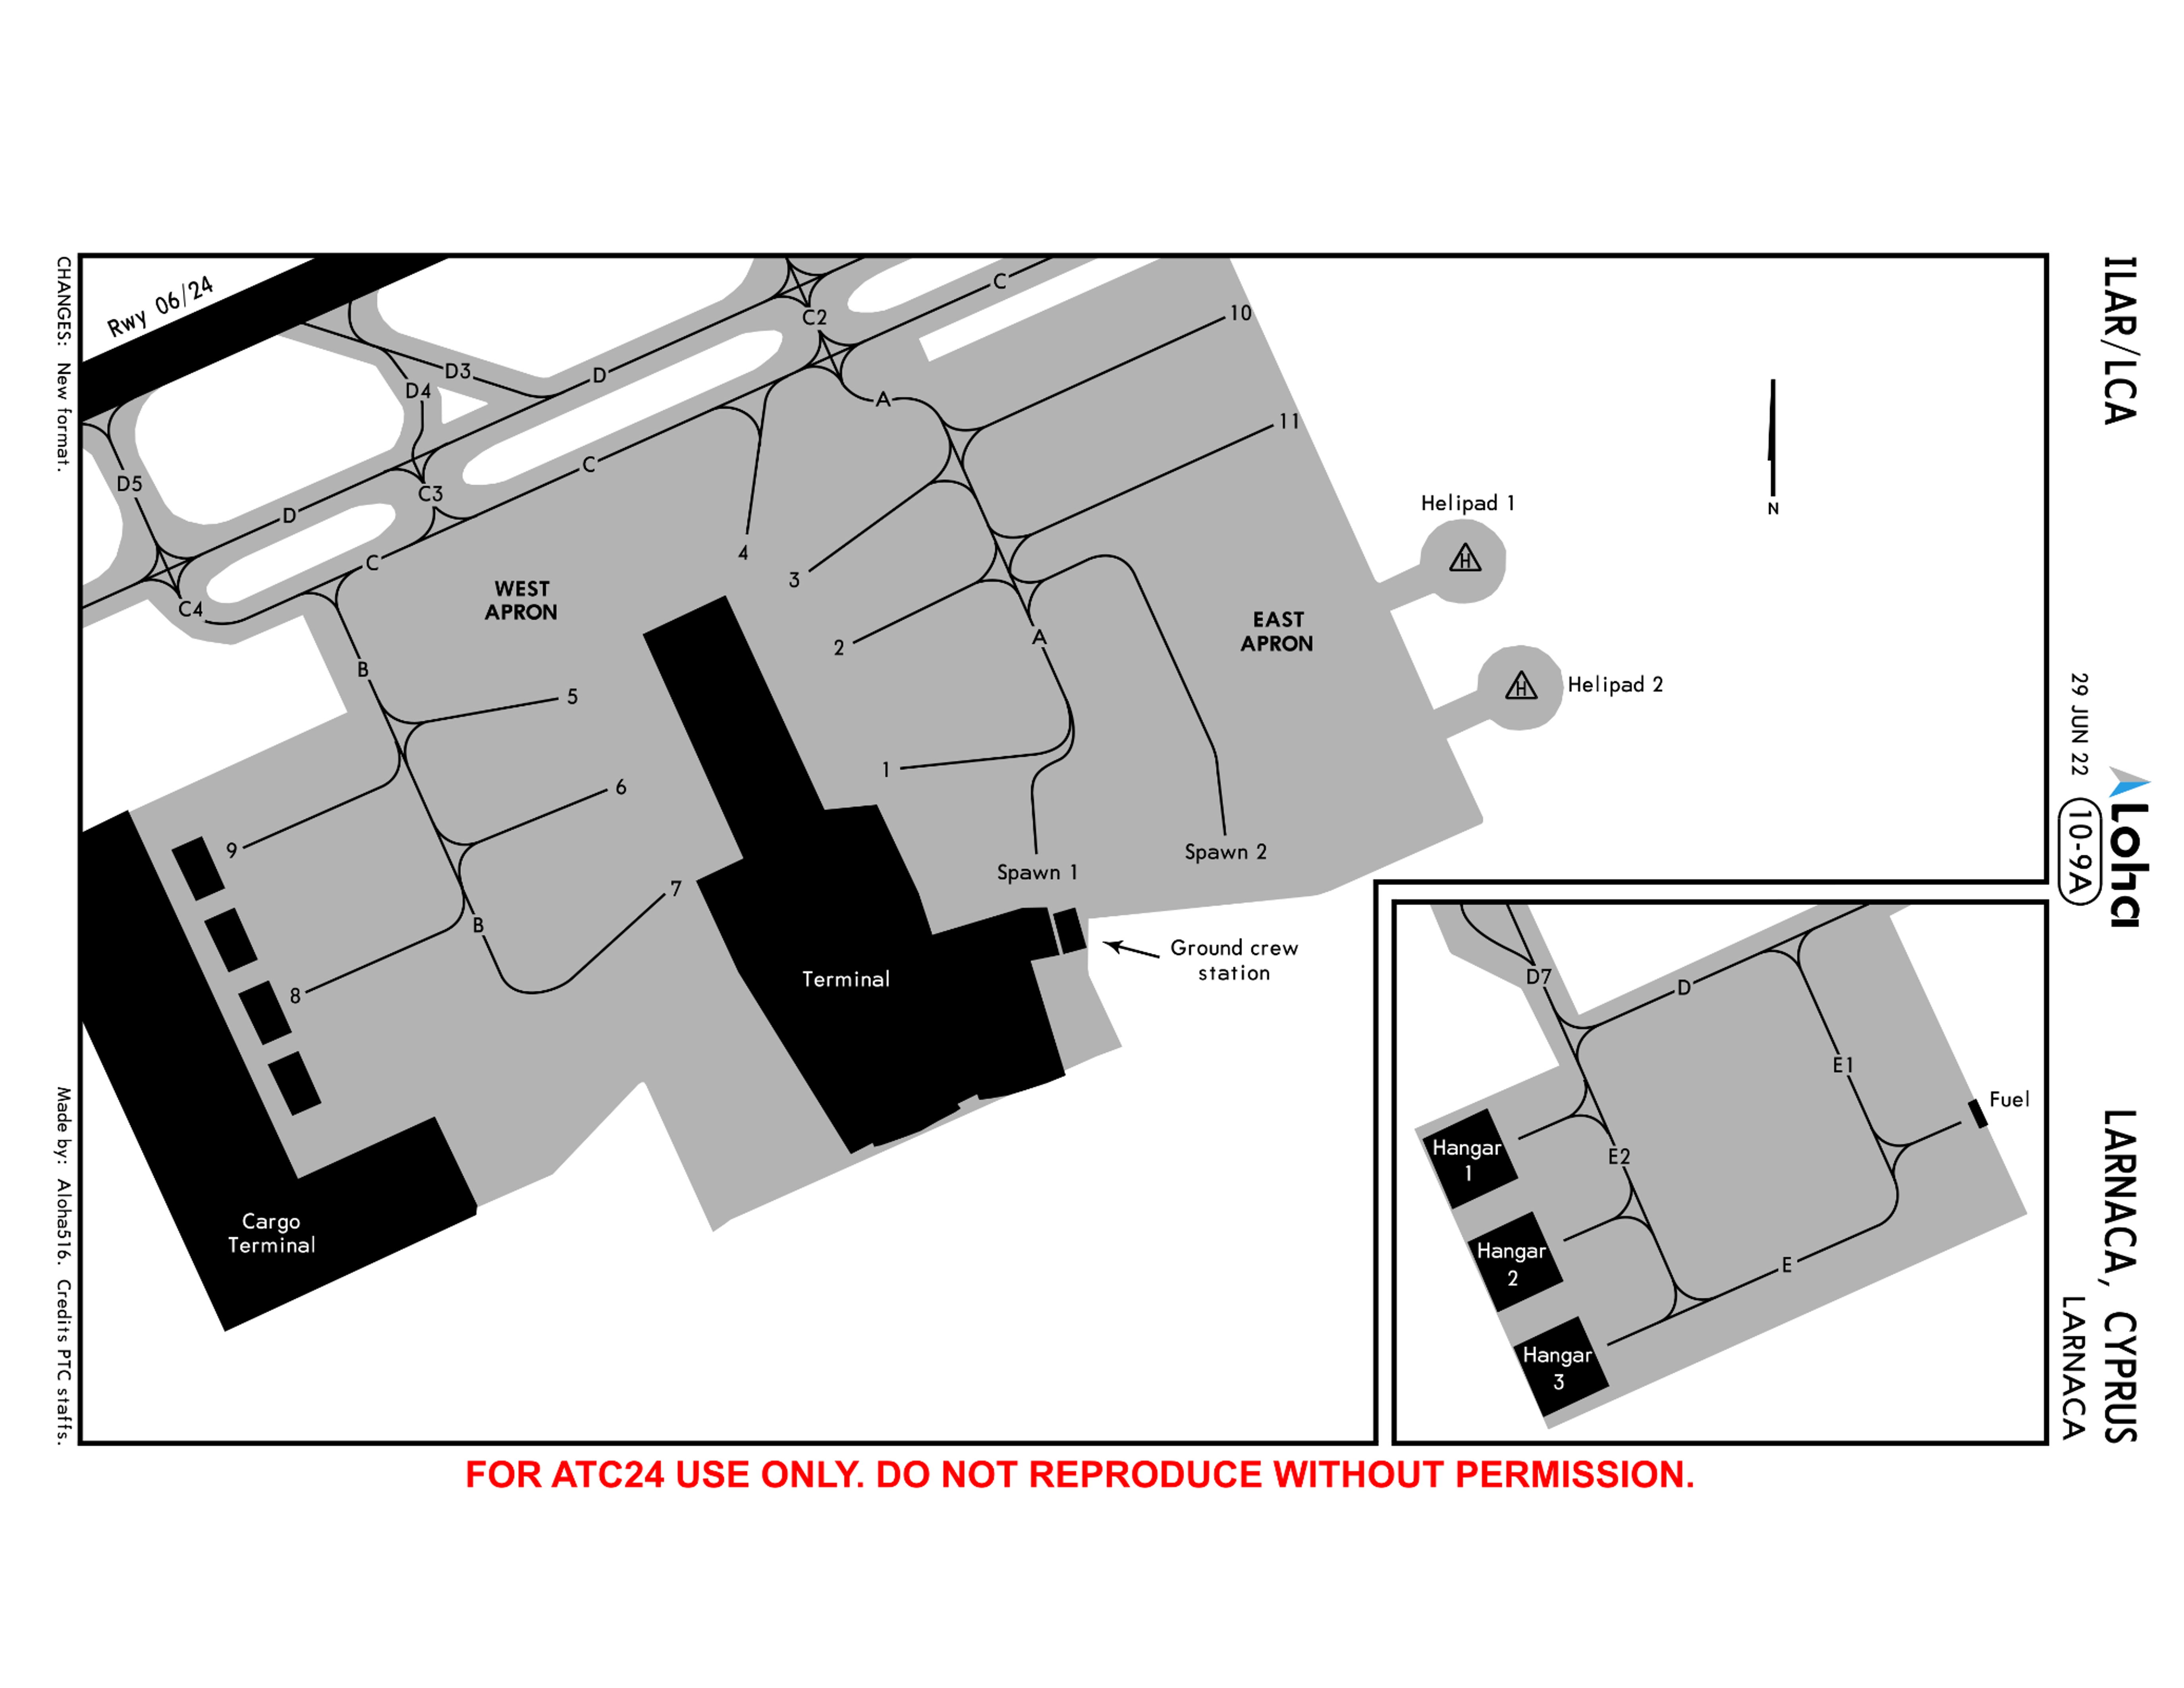 ILAR/LCA
Loha
29 JUN 22
10-9A
LARNACA, CYPRUS
LARNACA
CHANGES: New format.
Made by: Aloha516. Credits PTC staffs.
Rwy 06/24
C
C2
10
D3
D
D4
A
11
C
D5
C3
D
Helipad 1
H
N
4
C
3
WEST
APRON
C4
EAST
APRON
A
2
B
H
Helipad 2
5
1
6
9
Spawn 2
Spawn 1
7
B
8
Terminal
Ground crew
station
Cargo
Terminal
D7
D
E1
Fuel
Hangar
1
E2
Hangar
2
E
Hangar
3
FOR ATC24 USE ONLY. DO NOT REPRODUCE WITHOUT PERMISSION.